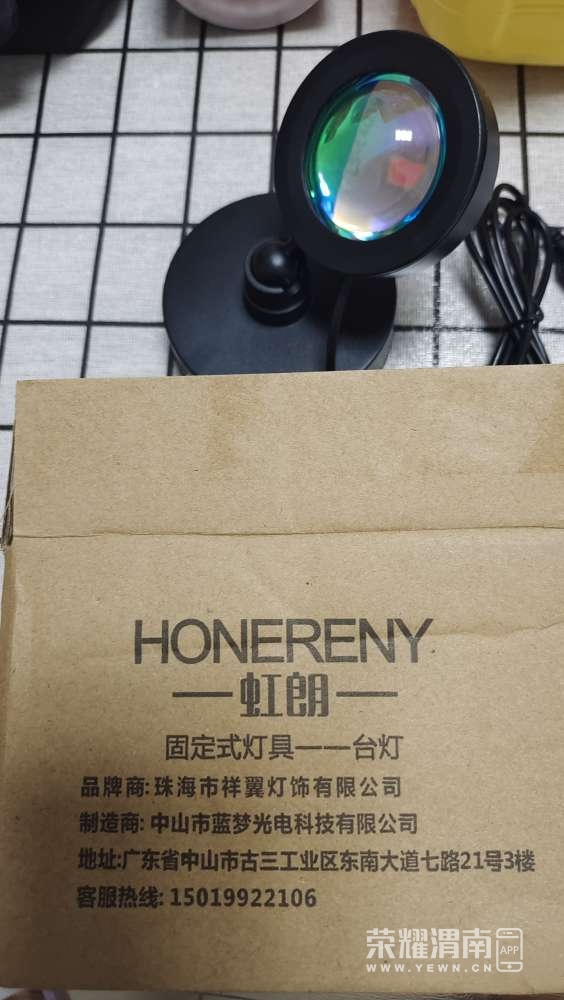 HONERENY
虹朗
固定式灯具——台灯
品牌商:珠海市祥翼灯饰有限公司
制造商:中山市蓝梦光电科技有限公司
地址:广东省中山市古三工业区东南大道七路21号3楼
客服热线:15019922106
荣耀渭南 APP
WWW.YEWN.CN